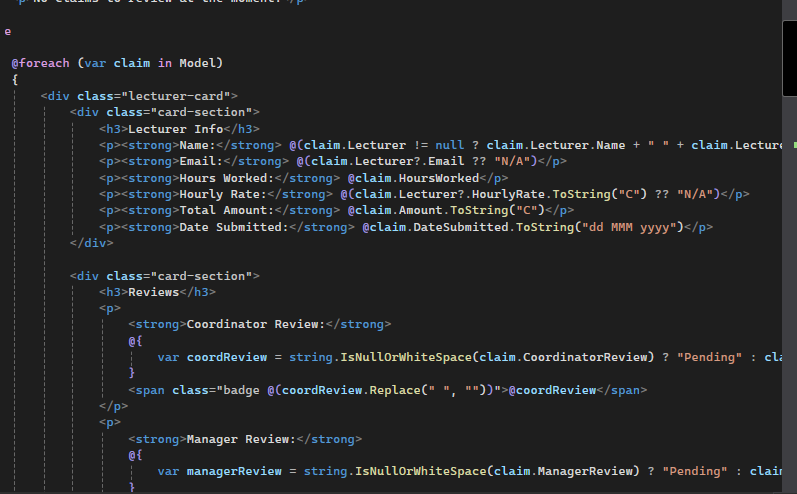 <p>No claims to review at the moment.</p>
e
@foreach (var claim in Model)
{
<div class="lecturer-card">
<div class="card-section">
<h3>Lecturer Info</h3>
<p><strong>Name:</strong> @(claim.Lecturer != null ? claim.Lecturer.Name + " " + claim.Lecture
<p><strong>Email:</strong> @(claim.Lecturer?.Email ?? "N/A")</p>
<p><strong>Hours Worked:</strong> @claim.HoursWorked</p>
<p><strong>Hourly Rate:</strong> @(claim.Lecturer?.HourlyRate.ToString("C") ?? "N/A")</p>
<p><strong>Total Amount:</strong> @claim.Amount.ToString("C")</p>
<p><strong>Date Submitted:</strong> @claim.DateSubmitted.ToString("dd MMM yyyy")</p>
</div>
<div class="card-section">
<h3>Reviews</h3>
<p>
<strong>Coordinator Review:</strong>
@{
var coordReview = string.IsNullOrWhiteSpace(claim.CoordinatorReview) ? "Pending" : cla
}
<span class="badge @(coordReview.Replace(" ", ""))">@coordReview</span>
</p>
<p>
<strong>Manager Review:</strong>
@{
var managerReview = string.IsNullOrWhiteSpace(claim.ManagerReview) ? "Pending" : claim
}